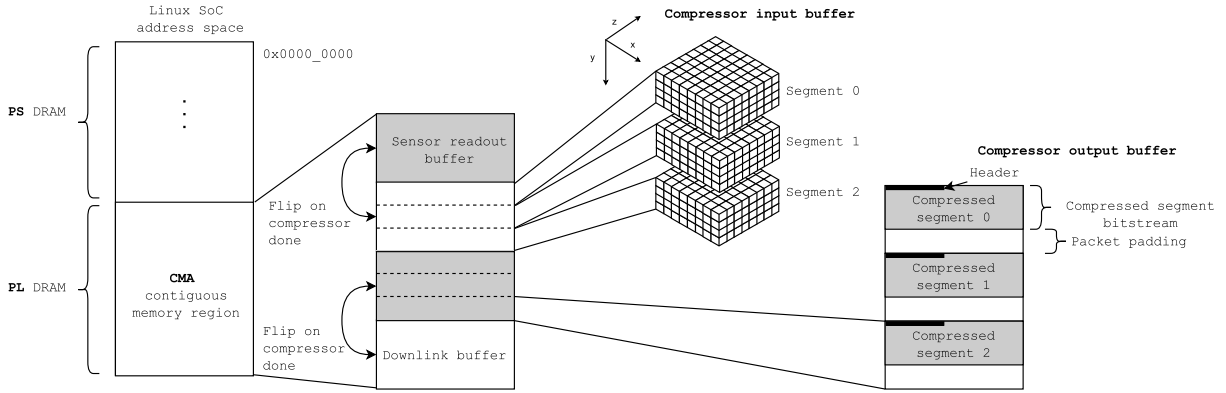 Linux SoC
address space
0x0000_0000
PS DRAM
PL DRAM
CMA
contiguous
memory region
Sensor readout
buffer
Flip on
compressor
done
Flip on
compressor
done
Downlink buffer
z
x
y
Compressor input buffer
Segment 0
Segment 1
Segment 2
Compressor output buffer
Header
Compressed
segment 0
Compressed segment
bitstream
Packet padding
Compressed
segment 1
Compressed
segment 2